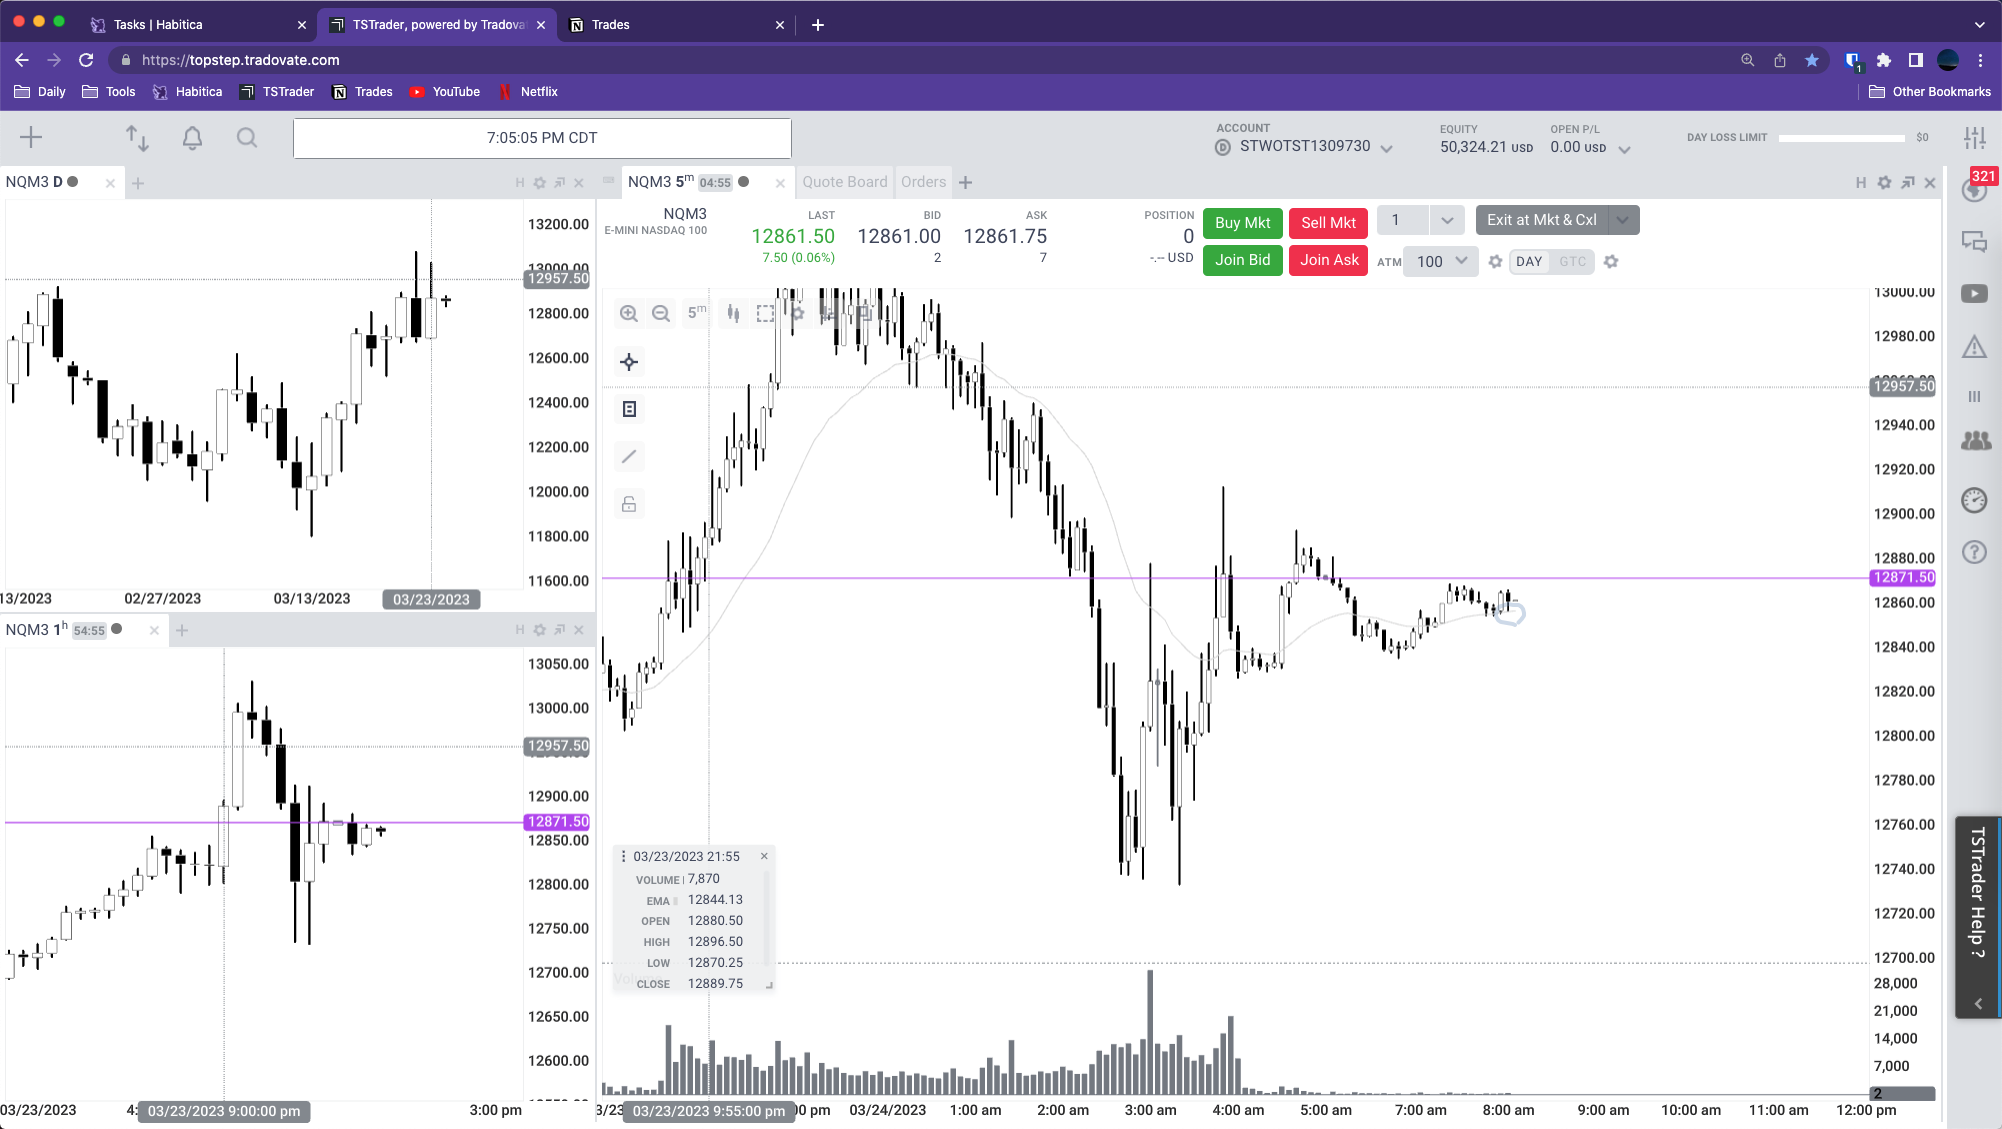 Tasks | Habitica
TSTrader, powered by Tradova
Trades
https://topstep.tradovate.com
1
Daily
Tools
Habitica
TSTrader
Trades
YouTube
Netflix
Other Bookmarks
7:05:05 PM CDT
ACCOUNT
STWOTST1309730
EQUITY
50,324.21 USD
OPEN P/L
0.00 USD
DAY LOSS LIMIT
$0
NQM3 D
H
13200.00
13000.00
12957.50
12800.00
12600.00
12400.00
12200.00
12000.00
11800.00
11600.00
13/2023
02/27/2023
03/13/2023
03/23/2023
NQM3 1h 54:55
H
13050.00
13000.00
12957.50
12900.00
12871.50
12850.00
12800.00
12750.00
12700.00
12650.00
12600.00
03/23/2023
4:
03/23/2023 9:00:00 pm
3:00 pm
NQM3 5m 04:55
Quote Board
Orders
H
321
NQM3
E-MINI NASDAQ 100
LAST
12861.50
7.50 (0.06%)
BID
12861.00
2
ASK
12861.75
7
POSITION
0
-.-- USD
Buy Mkt
Sell Mkt
1
Exit at Mkt & Cxl
Join Bid
Join Ask
ATM
100
DAY
GTC
5m
13000.00
12980.00
12957.50
12940.00
12920.00
12900.00
12880.00
12871.50
12860.00
12840.00
12820.00
12800.00
12780.00
12760.00
12740.00
12720.00
12700.00
28,000
21,000
14,000
7,000
2
03/23/2023 21:55
VOLUME 7,870
EMA 12844.13
OPEN 12880.50
HIGH 12896.50
LOW 12870.25
CLOSE 12889.75
3/23
03/23/2023 9:55:00 pm
00 pm
03/24/2023
1:00 am
2:00 am
3:00 am
4:00 am
5:00 am
7:00 am
8:00 am
9:00 am
10:00 am
11:00 am
12:00 pm
TSTrader Help ?